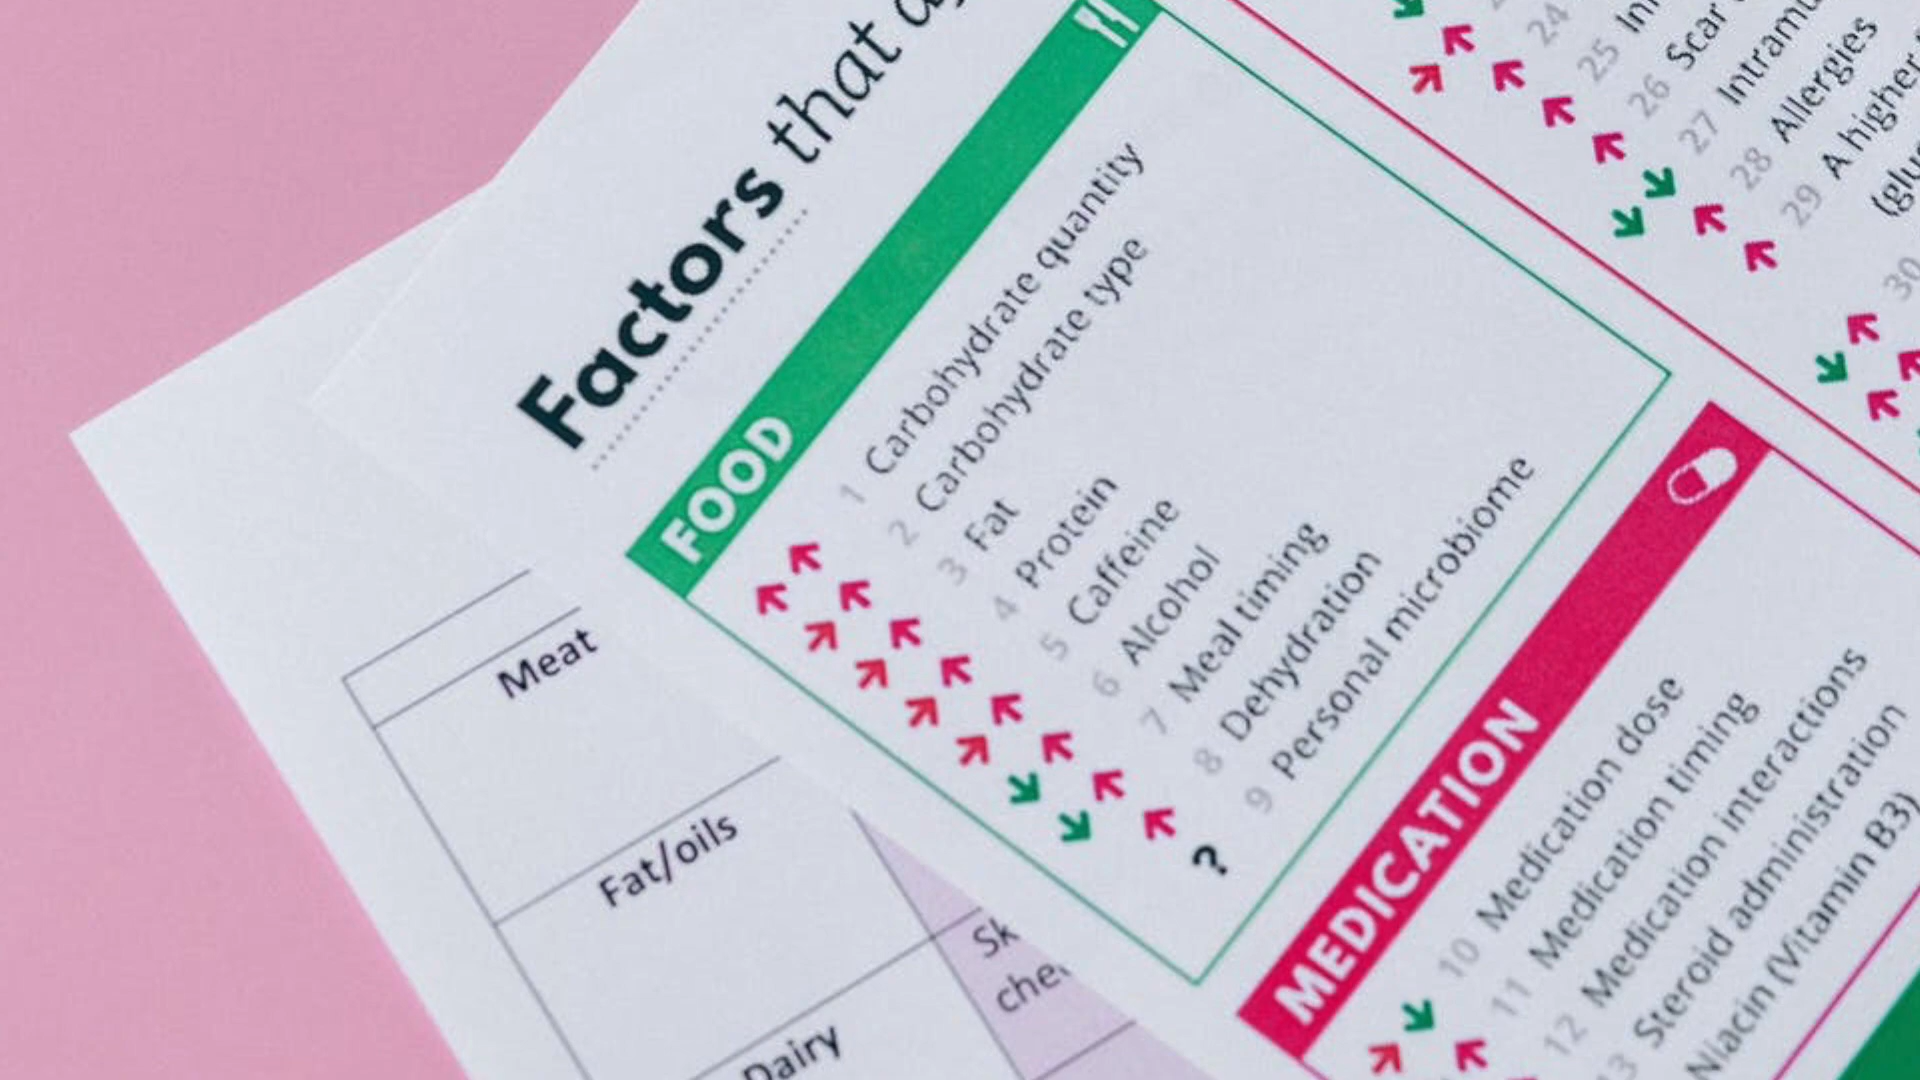 Factors that
FOOD
1 Carbohydrate quantity
2 Carbohydrate type
3 Fat
4 Protein
5 Caffeine
6 Alcohol
7 Meal timing
8 Dehydration
? 9 Personal microbiome
MEDICATION
10 Medication dose
11 Medication timing
12 Medication interactions
13 Steroid administration
Niacin (Vitamin B3)
24
25
26 Scar
27
28 Allergies
29 A higher
30
Meat
Fat/oils
Dairy